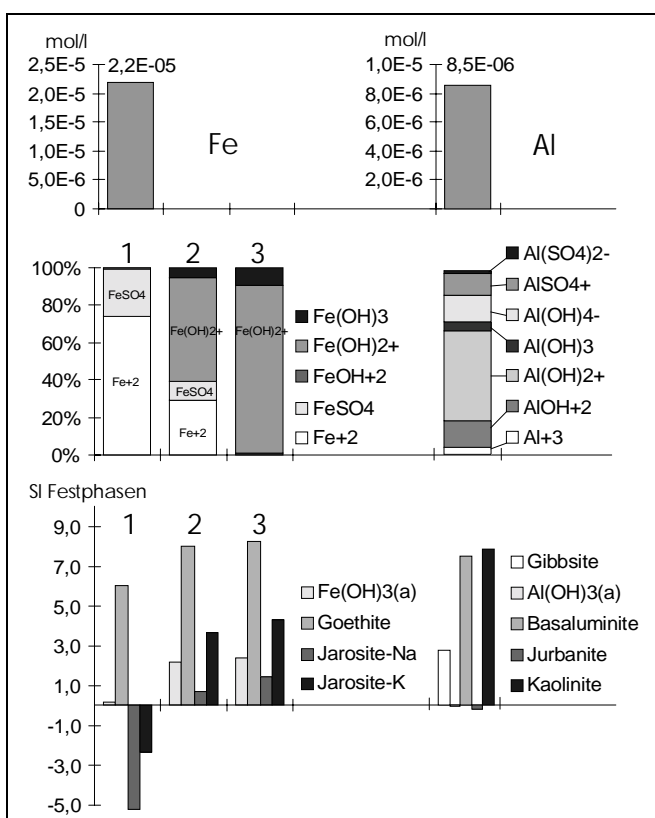 mol/l
2,5E-5
2,0E-5
1,5E-5
1,0E-5
5,0E-6
0
2,2E-05
Fe
mol/l
1,0E-5
8,0E-6
6,0E-6
4,0E-6
2,0E-6
8,5E-06
Al
100%
80%
60%
40%
20%
0%
1
2
3
FeSO4
Fe+2
Fe(OH)2+
FeSO4
Fe+2
Fe(OH)2+
Fe(OH)3
Fe(OH)2+
FeOH+2
FeSO4
Fe+2
Al(SO4)2-
AlSO4+
Al(OH)4-
Al(OH)3
Al(OH)2+
AlOH+2
Al+3
SI Festphasen
9,0
7,0
5,0
3,0
1,0
-1,0
-3,0
-5,0
1
2
3
Fe(OH)3(a)
Goethite
Jarosite-Na
Jarosite-K
Gibbsite
Al(OH)3(a)
Basaluminite
Jurbanite
Kaolinite